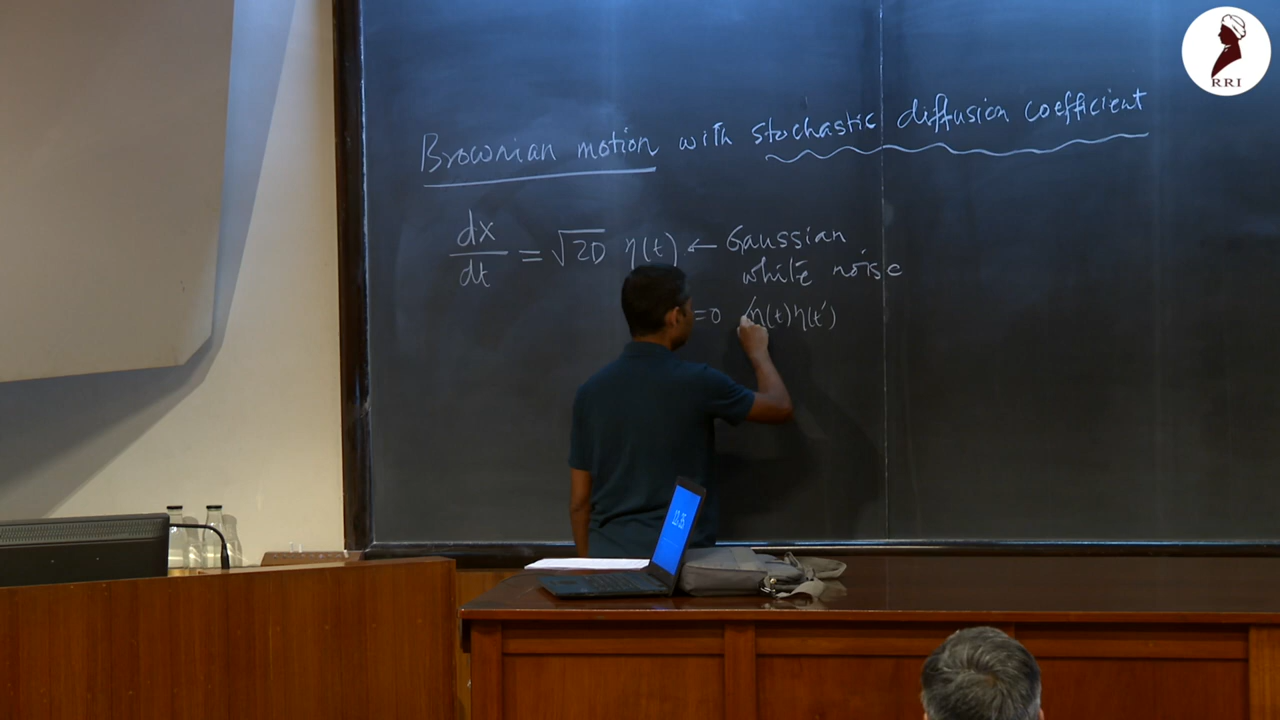 RRI
Brownian motion with stochastic diffusion coefficient
dx/dt = √2D η(t) ← Gaussian
white noise
=0 ⟨η(t)η(t′)